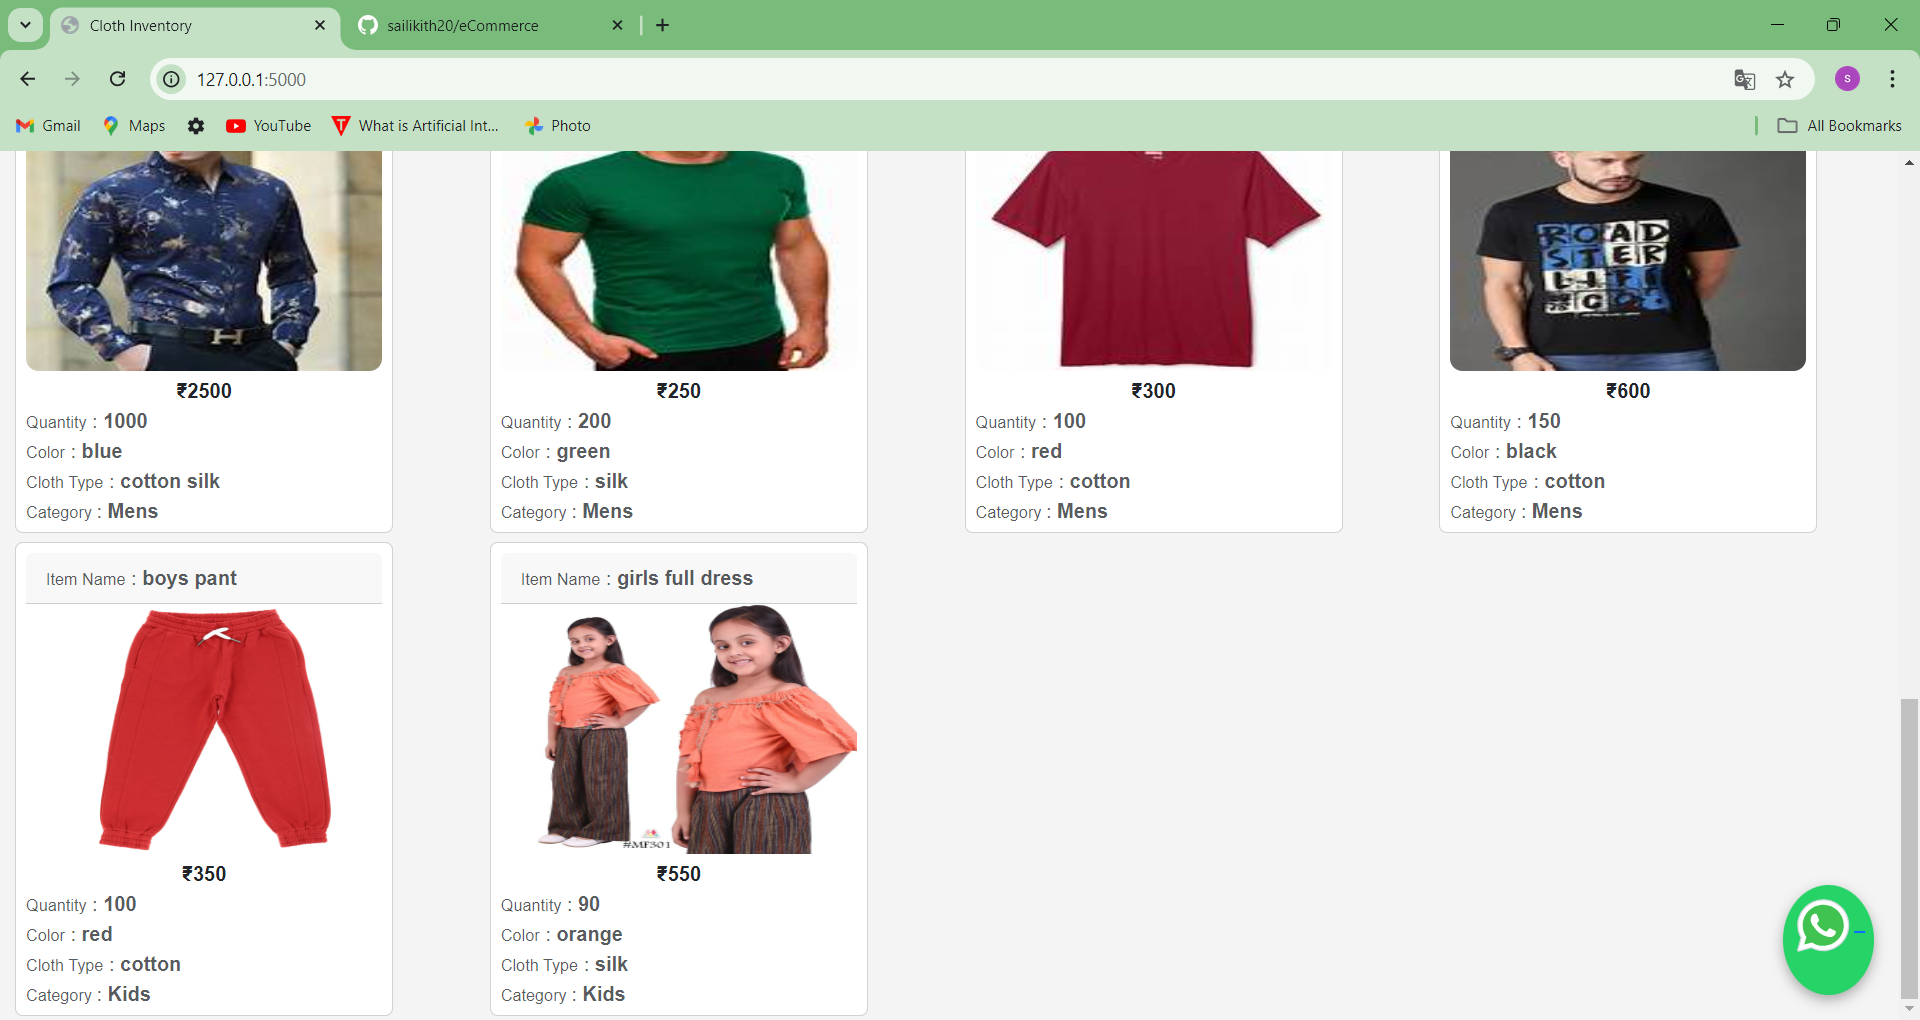 Cloth Inventory
sailikith20/eCommerce
127.0.0.1:5000
S
Gmail
Maps
YouTube
What is Artificial Int...
Photo
All Bookmarks
H
ROAD
STER
LIFE
₹2500
Quantity : 1000
Color : blue
Cloth Type : cotton silk
Category : Mens
₹250
Quantity : 200
Color : green
Cloth Type : silk
Category : Mens
₹300
Quantity : 100
Color : red
Cloth Type : cotton
Category : Mens
₹600
Quantity : 150
Color : black
Cloth Type : cotton
Category : Mens
Item Name : boys pant
₹350
Quantity : 100
Color : red
Cloth Type : cotton
Category : Kids
Item Name : girls full dress
#MF301
₹550
Quantity : 90
Color : orange
Cloth Type : silk
Category : Kids